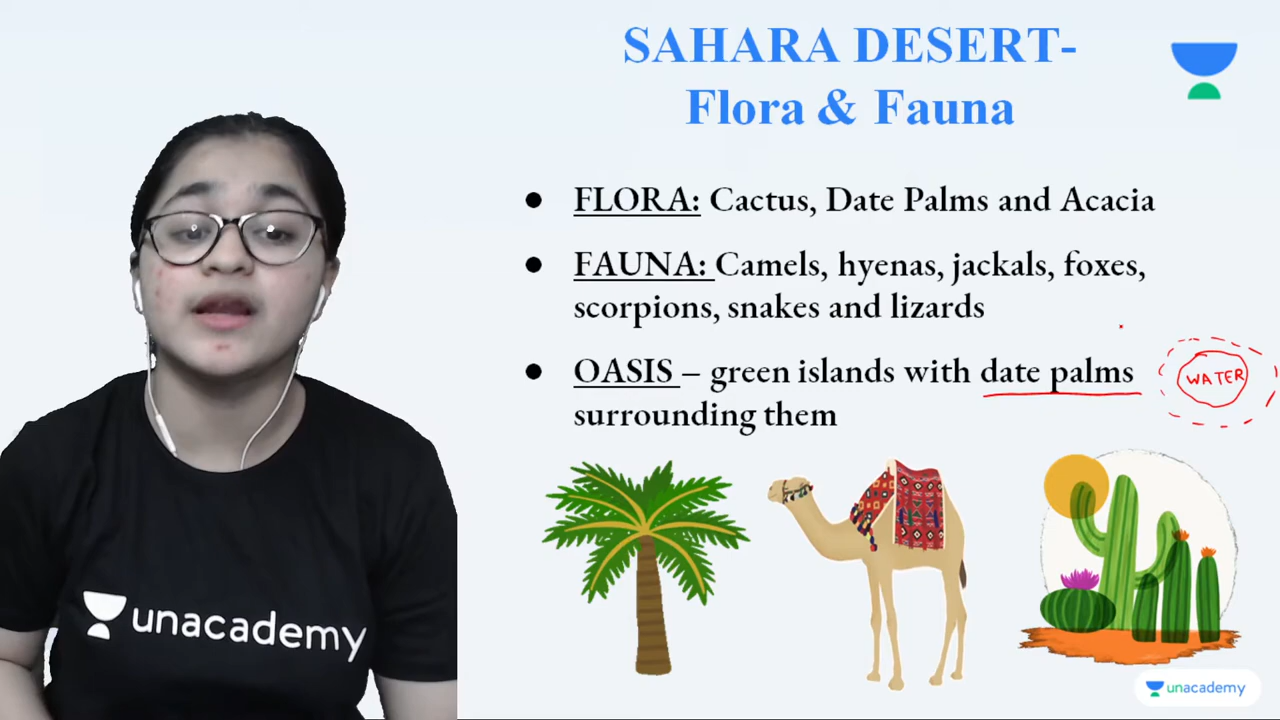 SAHARA DESERT-
Flora & Fauna
● FLORA: Cactus, Date Palms and Acacia
● FAUNA: Camels, hyenas, jackals, foxes,
scorpions, snakes and lizards
● OASIS – green islands with date palms
surrounding them
WATER
unacademy
unacademy